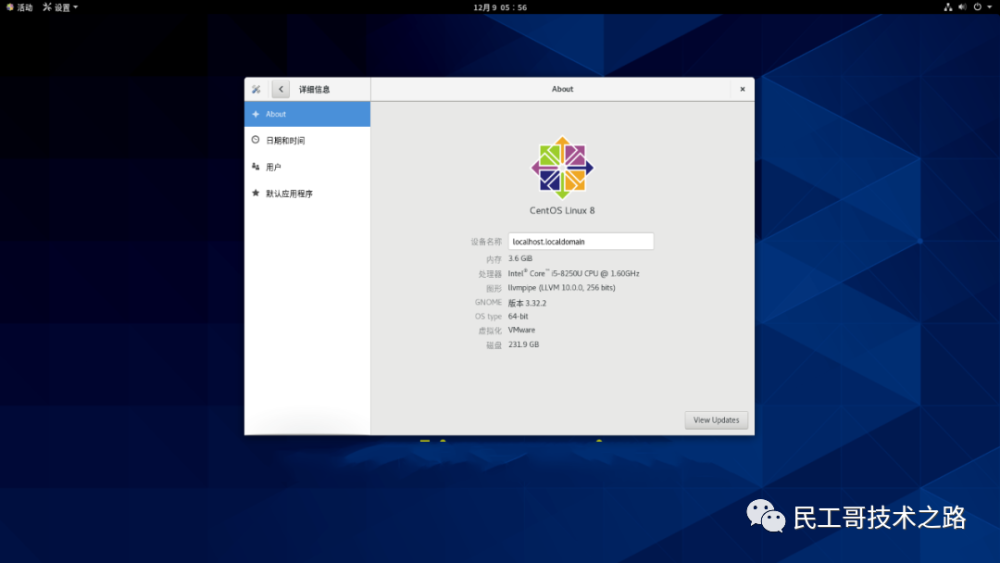 活动 设置 12月 9 05：56
详细信息 About
About
日期和时间
用户
默认应用程序
CentOS Linux 8
设备名称 localhost.localdomain
内存 3.6 GiB
处理器 Intel® Core™ i5-8250U CPU @ 1.60GHz
图形 llvmpipe (LLVM 10.0.0, 256 bits)
GNOME 版本 3.32.2
OS type 64-bit
虚拟化 VMware
磁盘 231.9 GB
View Updates
民工哥技术之路